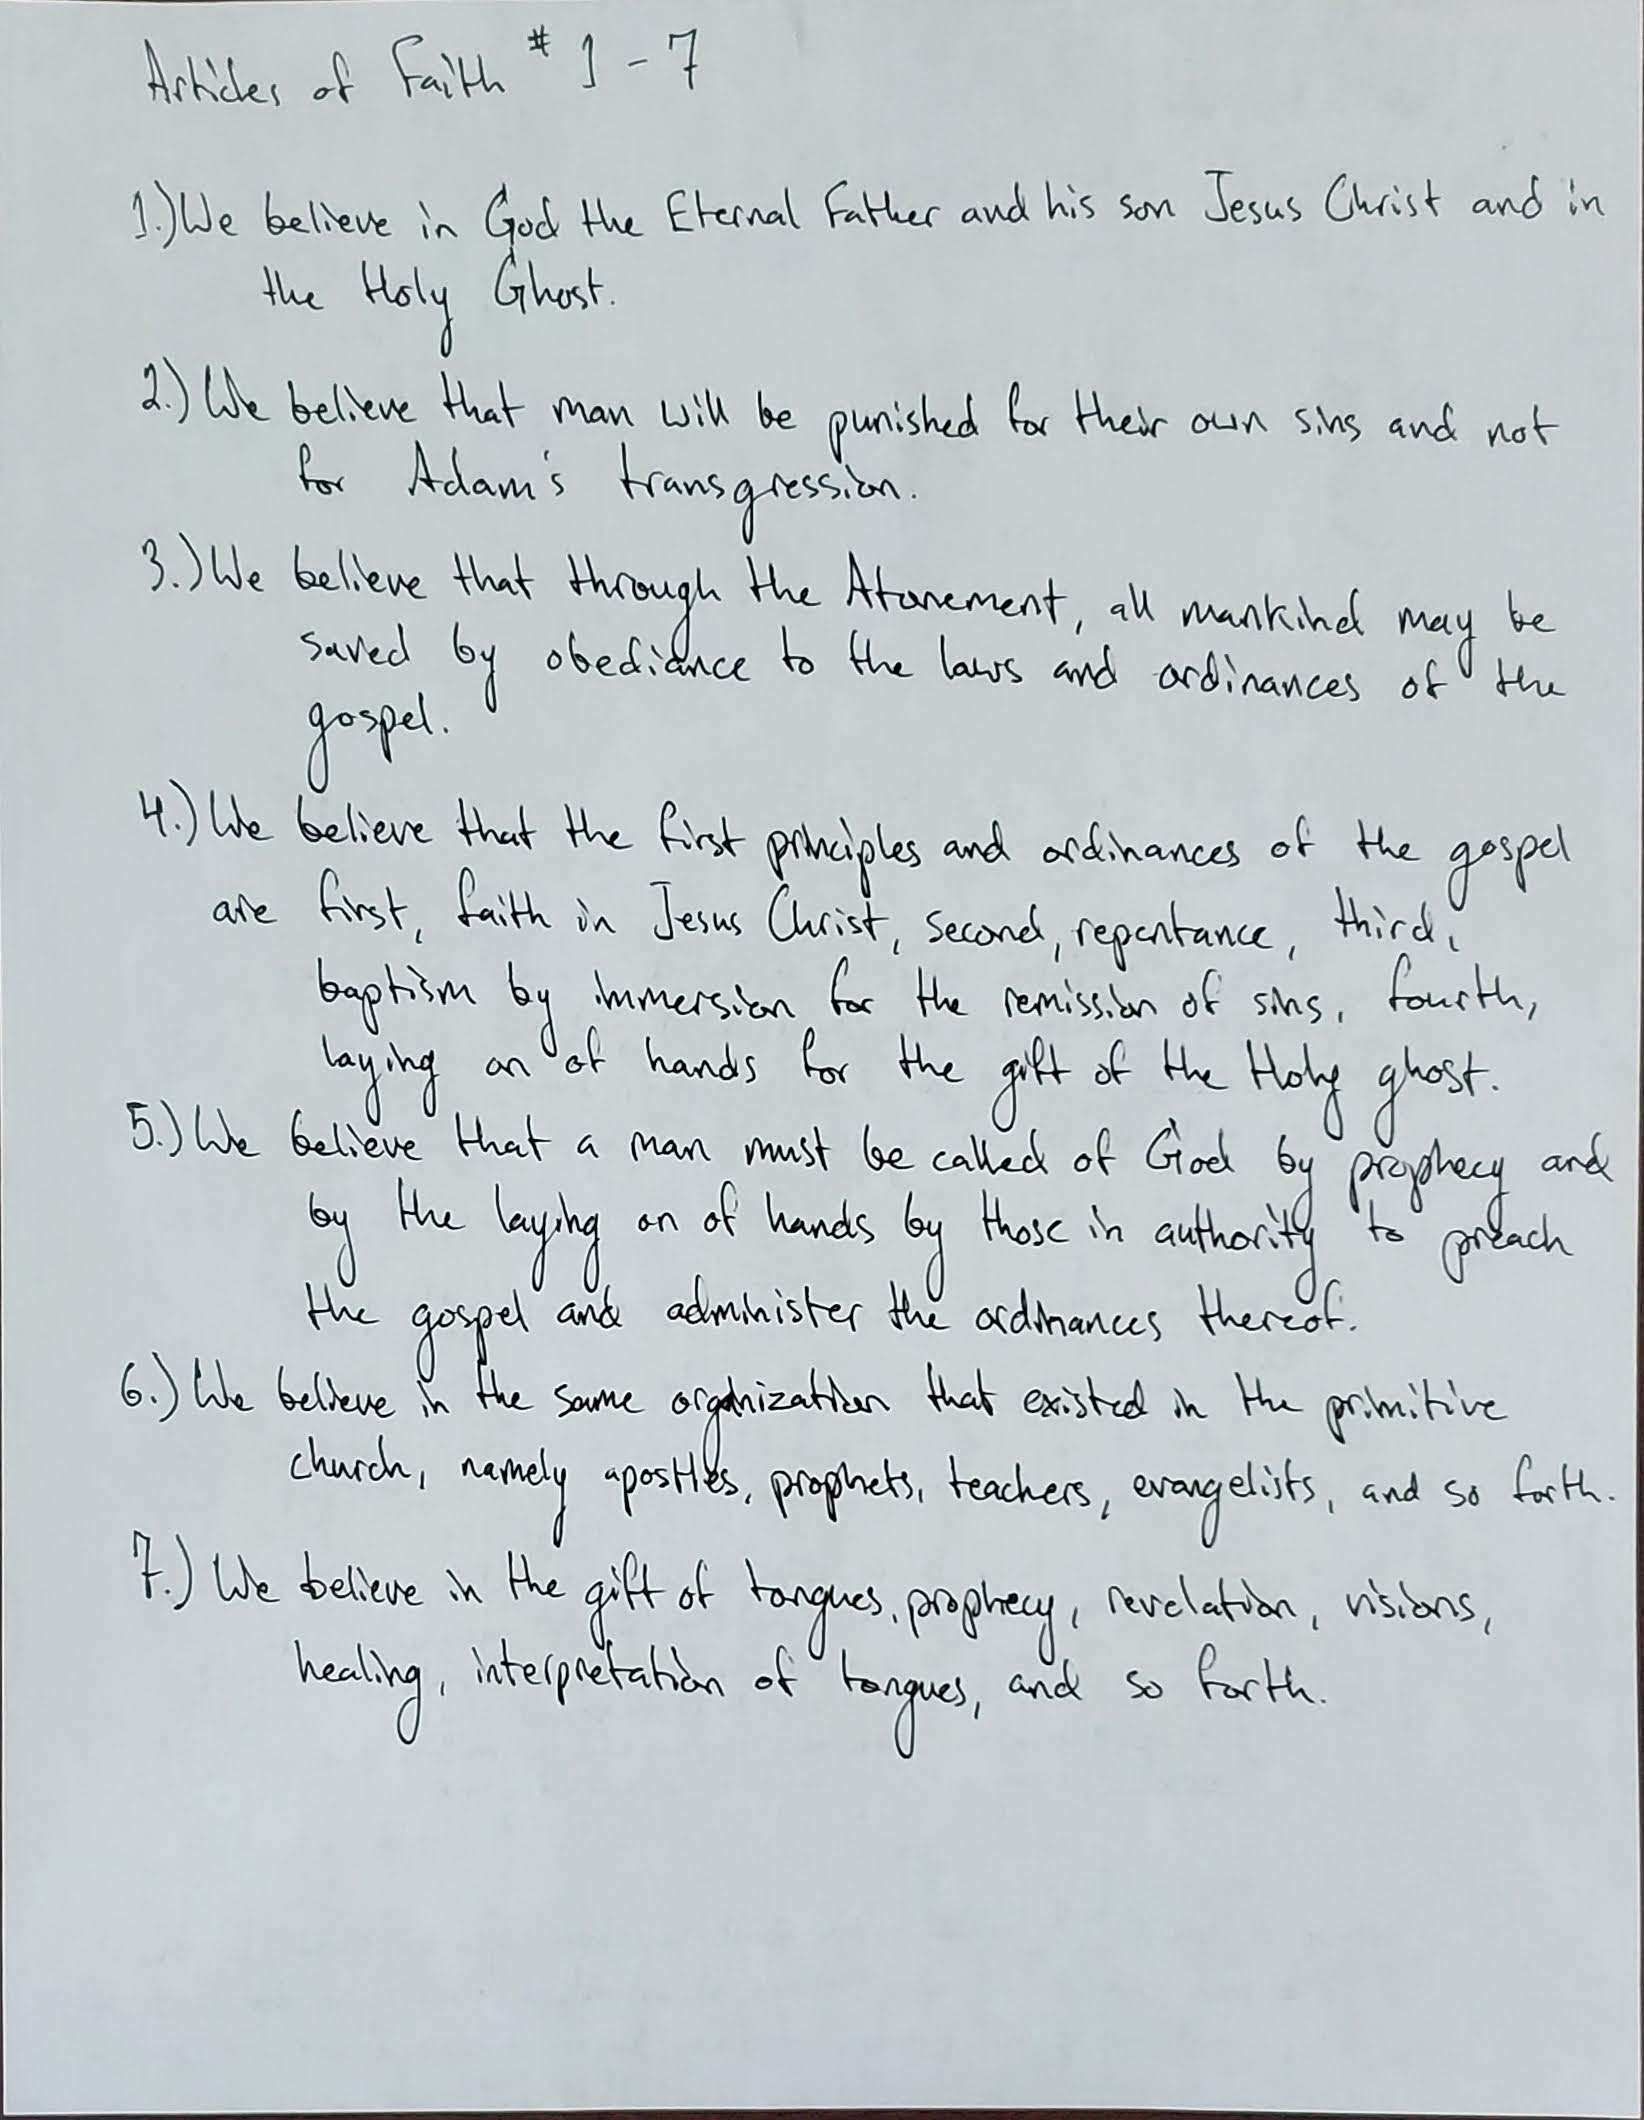 Articles of Faith # 1 - 7
1.) We believe in God the Eternal Father and his son Jesus Christ and in
the Holy Ghost.
2.) We believe that man will be punished for their own sins and not
for Adam's transgression.
3.) We believe that through the Atonement, all mankind may be
saved by obediance to the laws and ordinances of the
gospel.
4.) We believe that the first principles and ordinances of the gospel
are first, faith in Jesus Christ, second, repentance, third,
baptism by immersion for the remission of sins, fourth,
laying on of hands for the gift of the Holy ghost.
5.) We believe that a man must be called of God by prophecy and
by the laying on of hands by those in authority to preach
the gospel and administer the ordinances thereof.
6.) We believe in the same organization that existed in the primitive
church, namely apostles, prophets, teachers, evangelists, and so forth.
7.) We believe in the gift of tongues, prophecy, revelation, visions,
healing, interpretation of tongues, and so forth.